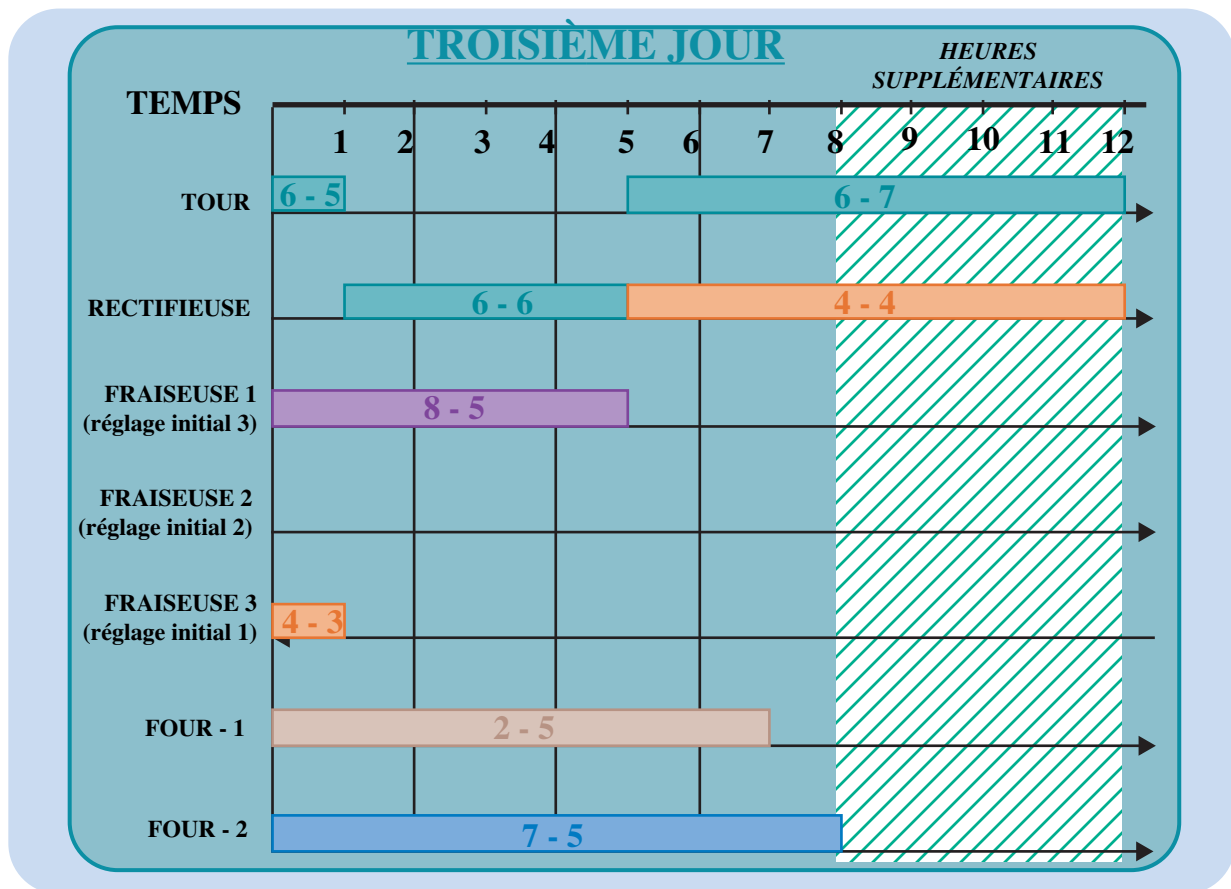 TROISIÈME JOUR
HEURES
SUPPLÉMENTAIRES
TEMPS
1 2 3 4 5 6 7 8 9 10 11 12
TOUR
6 - 5
6 - 7
RECTIFIEUSE
6 - 6
4 - 4
FRAISEUSE 1
(réglage initial 3)
8 - 5
FRAISEUSE 2
(réglage initial 2)
FRAISEUSE 3
(réglage initial 1)
4 - 3
FOUR - 1
2 - 5
FOUR - 2
7 - 5